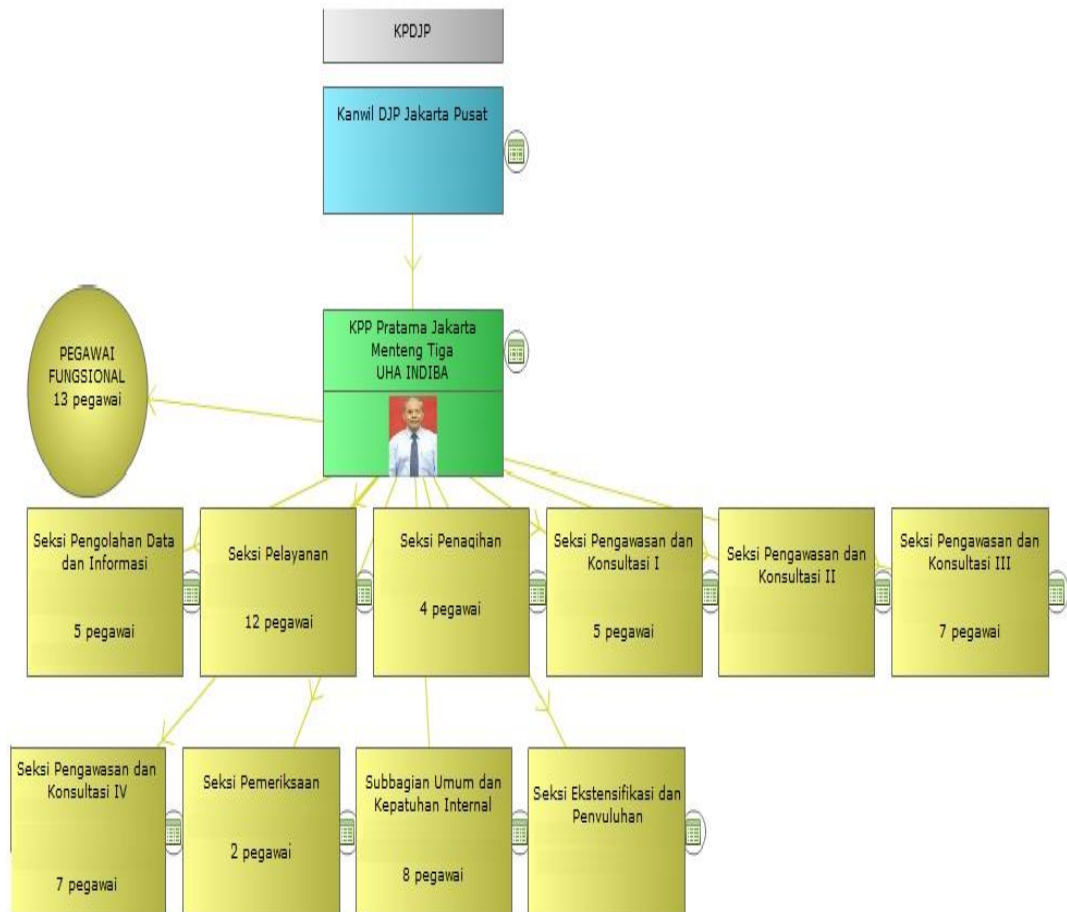 KPDJP
Kanwil DJP Jakarta Pusat
KPP Pratama Jakarta
Menteng Tiga
UHA INDIBA
PEGAWAI
FUNGSIONAL
13 pegawai
Seksi Pengolahan Data
dan Informasi
5 pegawai
Seksi Pelayanan
12 pegawai
Seksi Penagihan
4 pegawai
Seksi Pengawasan dan
Konsultasi I
5 pegawai
Seksi Pengawasan dan
Konsultasi II
Seksi Pengawasan dan
Konsultasi III
7 pegawai
Seksi Pengawasan dan
Konsultasi IV
7 pegawai
Seksi Pemeriksaan
2 pegawai
Subbagian Umum dan
Kepatuhan Internal
8 pegawai
Seksi Ekstensifikasi dan
Penyuluhan